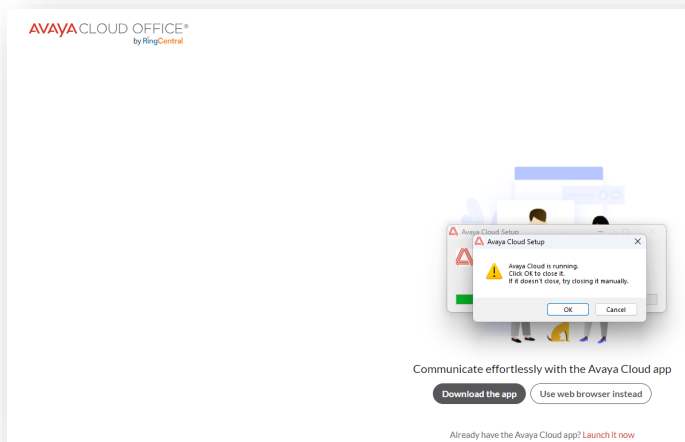 AVAYA CLOUD OFFICE®
by RingCentral
Avaya Cloud Setup
Avaya Cloud Setup
Avaya Cloud is running.
Click OK to close it.
If it doesn't close, try closing it manually.
OK Cancel
Communicate effortlessly with the Avaya Cloud app
Download the app Use web browser instead
Already have the Avaya Cloud app? Launch it now